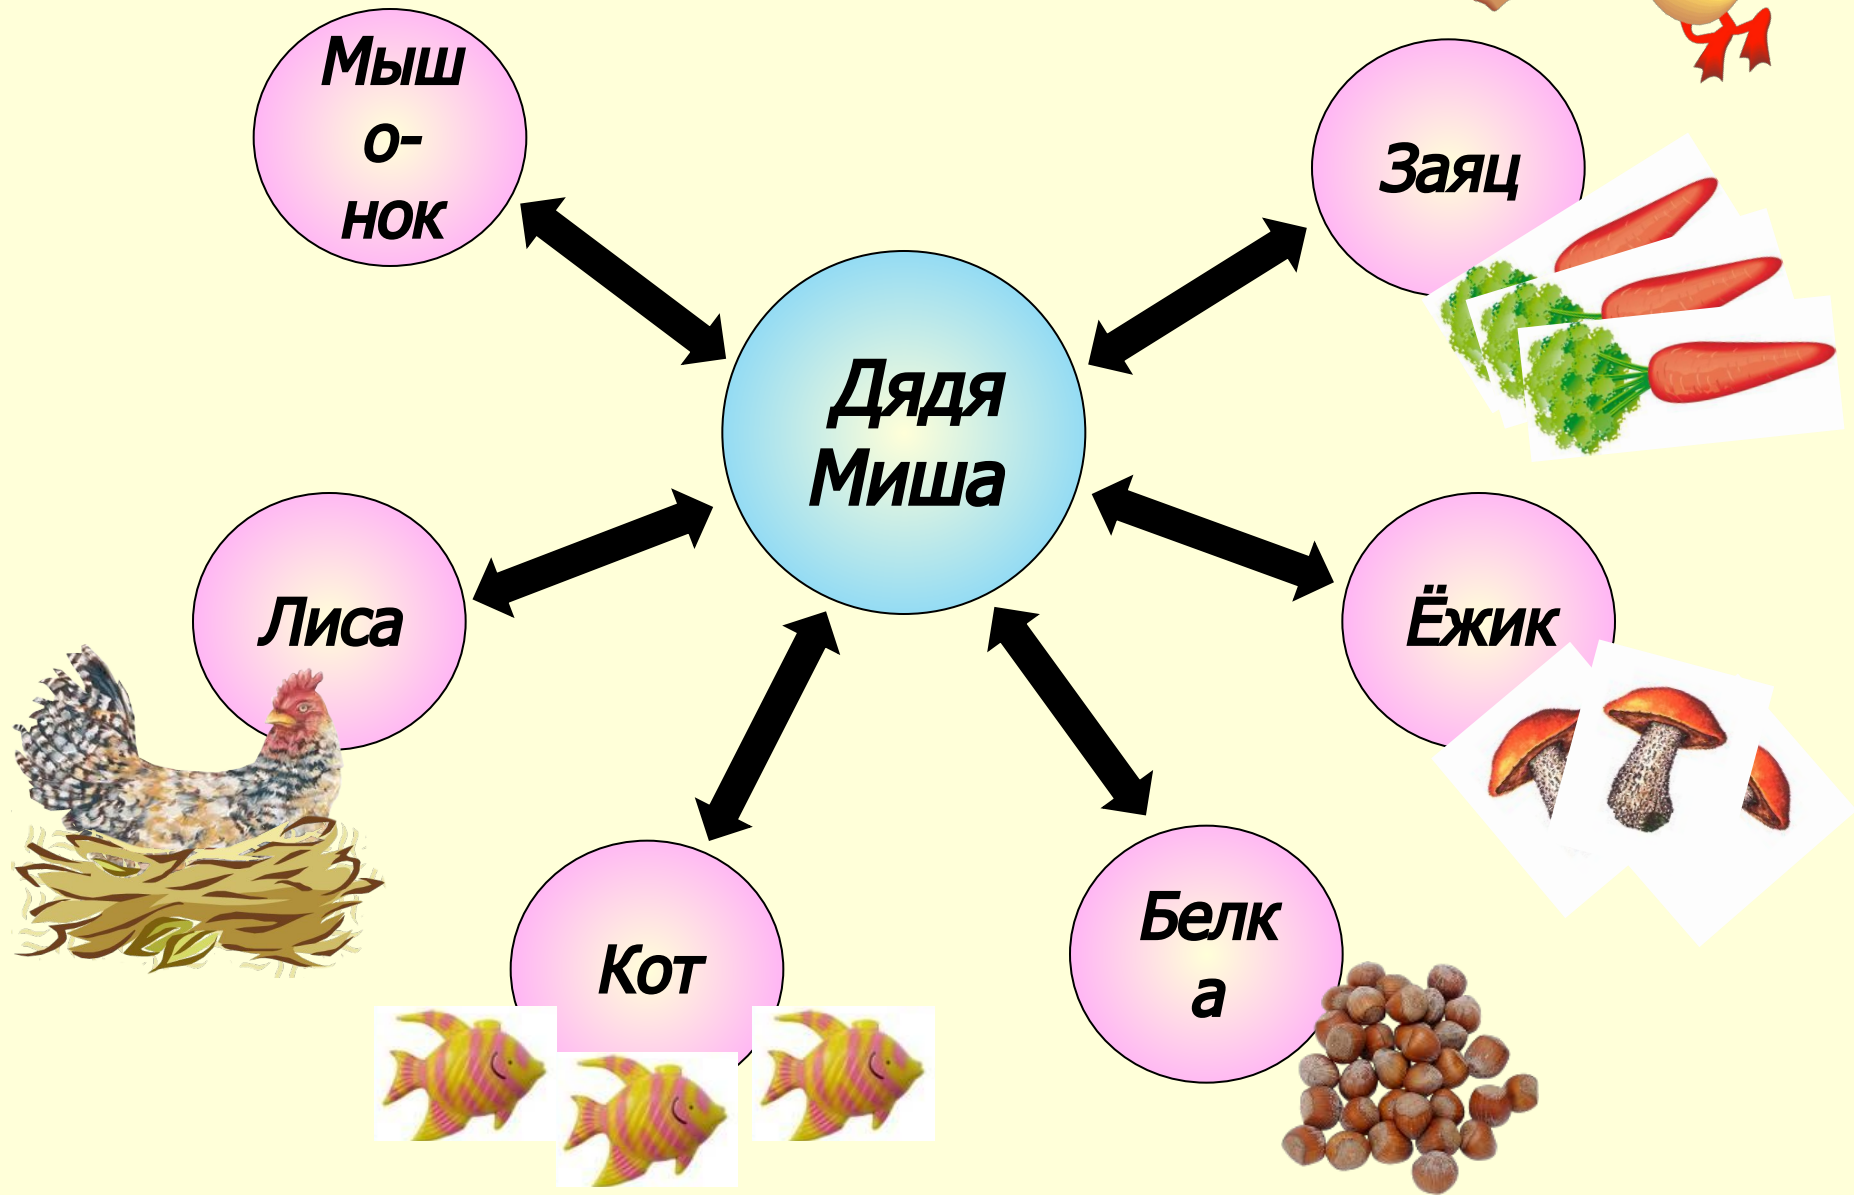 Мыш
о-
нок
Заяц
Дядя
Миша
Лиса
Ёжик
Кот
Белк
а